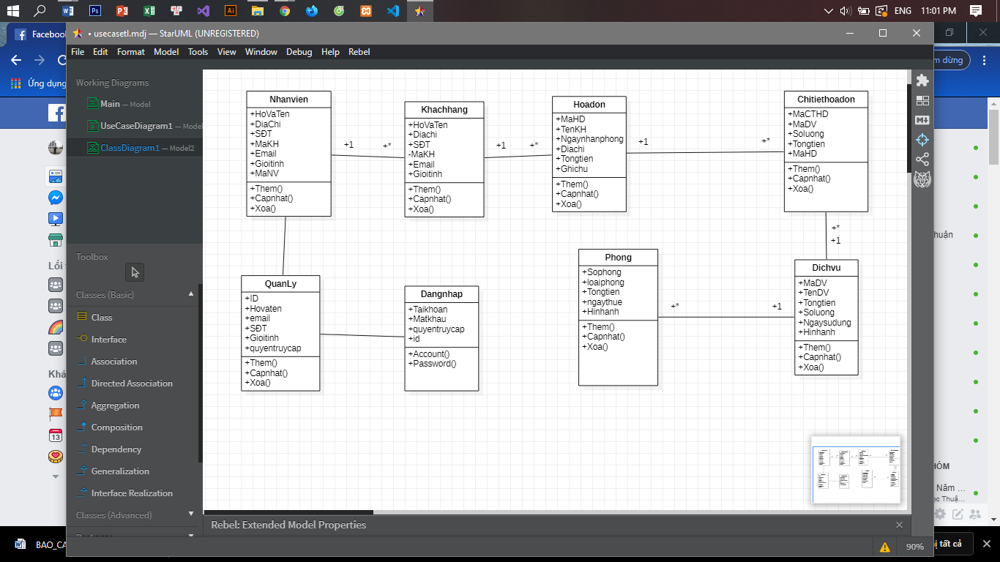 ENG 11:01 PM
Facebook
• usecasetl.mdj — StarUML (UNREGISTERED)
File Edit Format Model Tools View Window Debug Help Rebel
Ứng dụng
m dừng
Working Diagrams
Main — Model
UseCaseDiagram1 — Model
ClassDiagram1 — Model2
Toolbox
Classes (Basic)
Class
Interface
Association
Directed Association
Aggregation
Composition
Dependency
Generalization
Interface Realization
Classes (Advanced)
Lối t
Khá
13
Nhanvien
+HoVaTen
+DiaChi
+SĐT
+MaKH
+Email
+Gioitinh
+MaNV
+Them()
+Capnhat()
+Xoa()
+1
+*
Khachhang
+HoVaTen
+Diachi
+SĐT
-MaKH
+Email
+Gioitinh
+Them()
+Capnhat()
+Xoa()
+1
+*
Hoadon
+MaHD
+TenKH
+Ngaynhanphong
+Diachi
+Tongtien
+Ghichu
+Them()
+Capnhat()
+Xoa()
+1
+*
Chitiethoadon
+MaCTHD
+MaDV
+Soluong
+Tongtien
+MaHD
+Them()
+Capnhat()
+Xoa()
+*
+1
QuanLy
+ID
+Hovaten
+email
+SĐT
+Gioitinh
+quyentruycap
+Them()
+Capnhat()
+Xoa()
Dangnhap
+Taikhoan
+Matkhau
+quyentruycap
+id
+Account()
+Password()
Phong
+Sophong
+loaiphong
+Tongtien
+ngaythue
+Hinhanh
+Them()
+Capnhat()
+Xoa()
+*
+1
Dichvu
+MaDV
+TenDV
+Tongtien
+Soluong
+Ngaysudung
+Hinhanh
+Them()
+Capnhat()
+Xoa()
huận
HÓM
Năm ...
ọc Thuậ...
Rebel: Extended Model Properties
90%
BAO_CA
ị tất cả